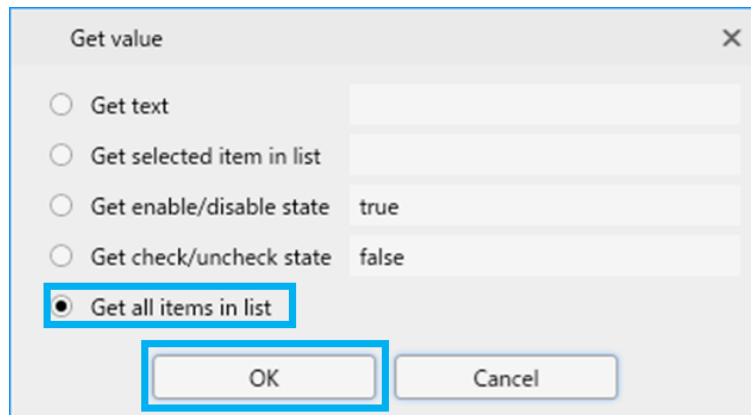 Get value
Get text
Get selected item in list
Get enable/disable state true
Get check/uncheck state false
Get all items in list
OK Cancel